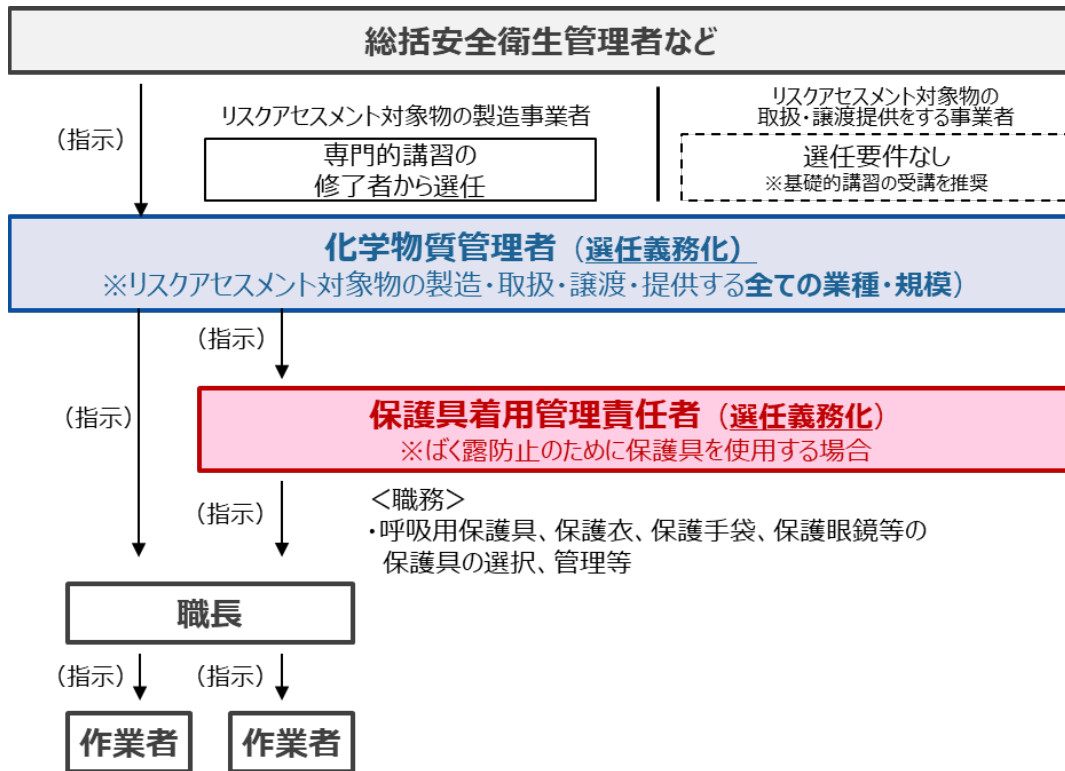 総括安全衛生管理者など
(指示)
リスクアセスメント対象物の製造事業者
専門的講習の
修了者から選任
リスクアセスメント対象物の
取扱・譲渡提供をする事業者
選任要件なし
※基礎的講習の受講を推奨
化学物質管理者（選任義務化）
※リスクアセスメント対象物の製造・取扱・譲渡・提供する全ての業種・規模）
(指示)
(指示)
保護具着用管理責任者（選任義務化）
※ばく露防止のために保護具を使用する場合
(指示)
＜職務＞
・呼吸用保護具、保護衣、保護手袋、保護眼鏡等の
保護具の選択、管理等
職長
(指示)
(指示)
作業者
作業者